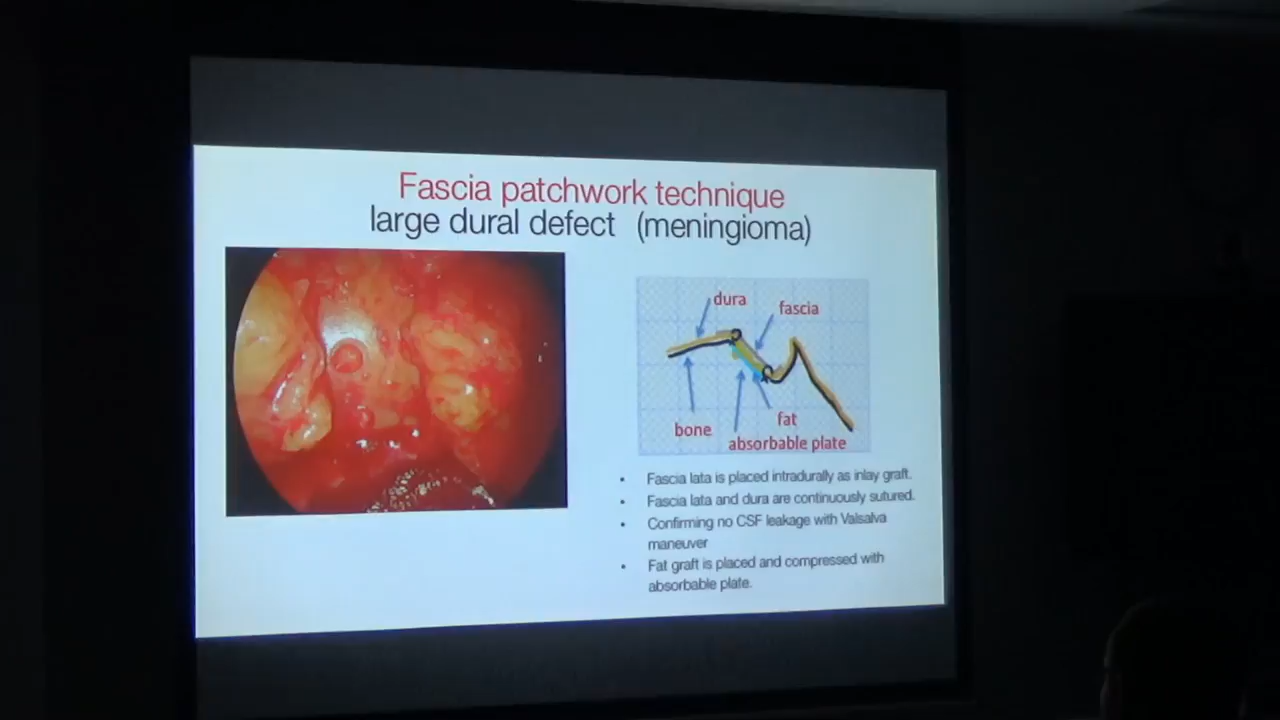 Fascia patchwork technique
large dural defect (meningioma)
dura
fascia
bone
fat
absorbable plate
• Fascia lata is placed intradurally as inlay graft.
• Fascia lata and dura are continuously sutured.
• Confirming no CSF leakage with Valsalva
maneuver
• Fat graft is placed and compressed with
absorbable plate.